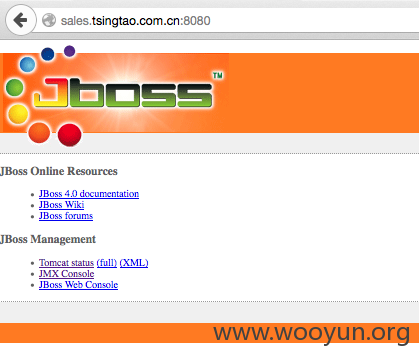 sales.tsingtao.com.cn:8080
Jboss™
JBoss Online Resources
JBoss 4.0 documentation
JBoss Wiki
JBoss forums
JBoss Management
Tomcat status (full) (XML)
JMX Console
JBoss Web Console
www.wooyun.org